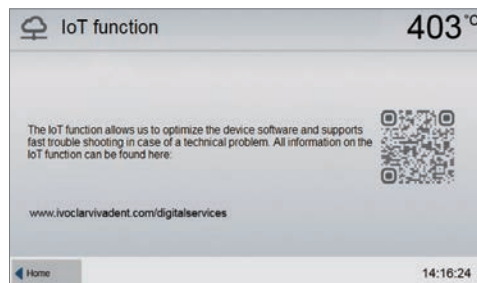 IoT function
403 °C
The IoT function allows us to optimize the device software and supports
fast trouble shooting in case of a technical problem. All information on the
IoT function can be found here:
www.ivoclarvivadent.com/digitalservices
Home
14:16:24